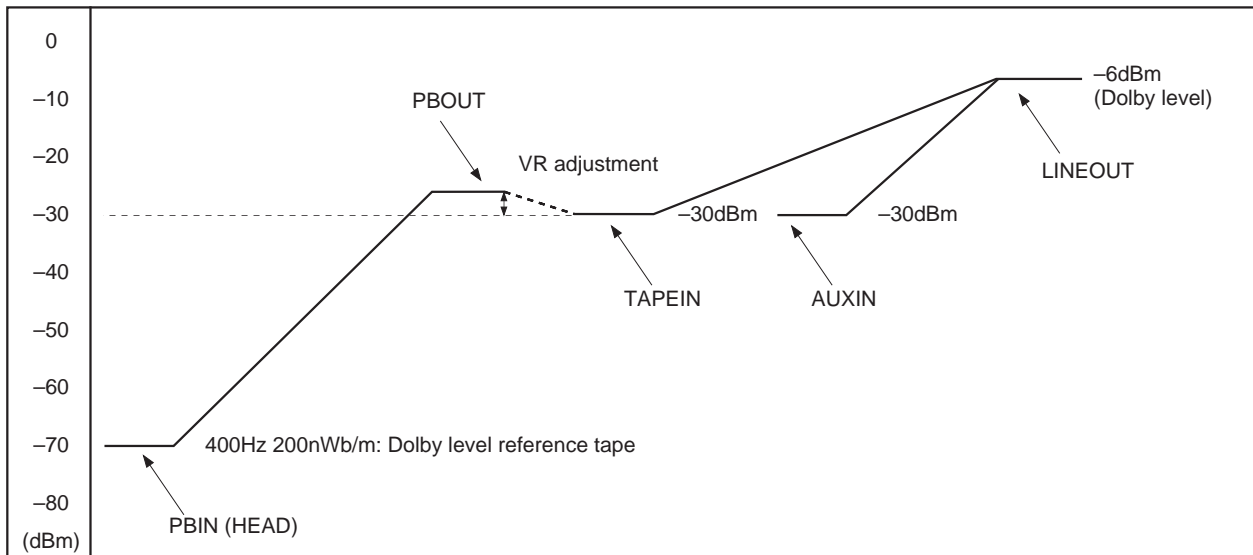 0
–10
–20
–30
–40
–50
–60
–70
–80
(dBm)
PBOUT
VR adjustment
–6dBm
(Dolby level)
LINEOUT
–30dBm
–30dBm
TAPEIN
AUXIN
400Hz 200nWb/m: Dolby level reference tape
PBIN (HEAD)